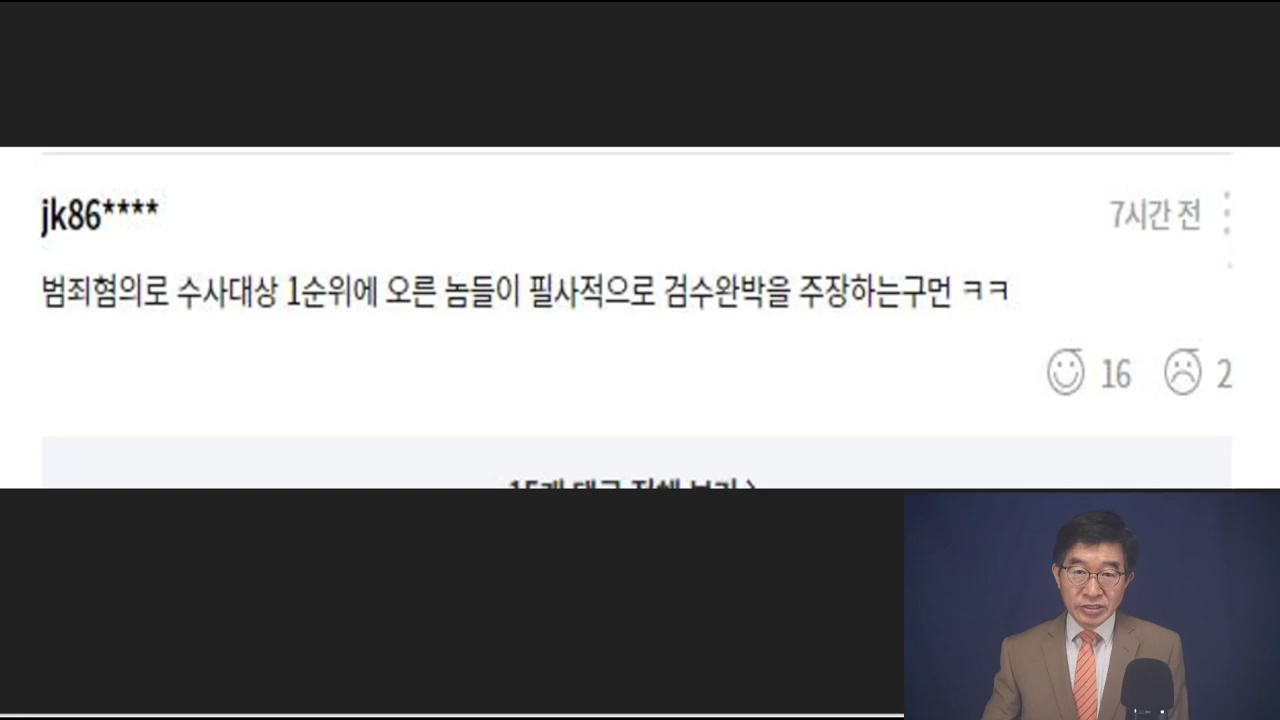 jk86****
7시간 전
범죄혐의로 수사대상 1순위에 오른 놈들이 필사적으로 검수완박을 주장하는구먼 ㅋㅋ
16 2